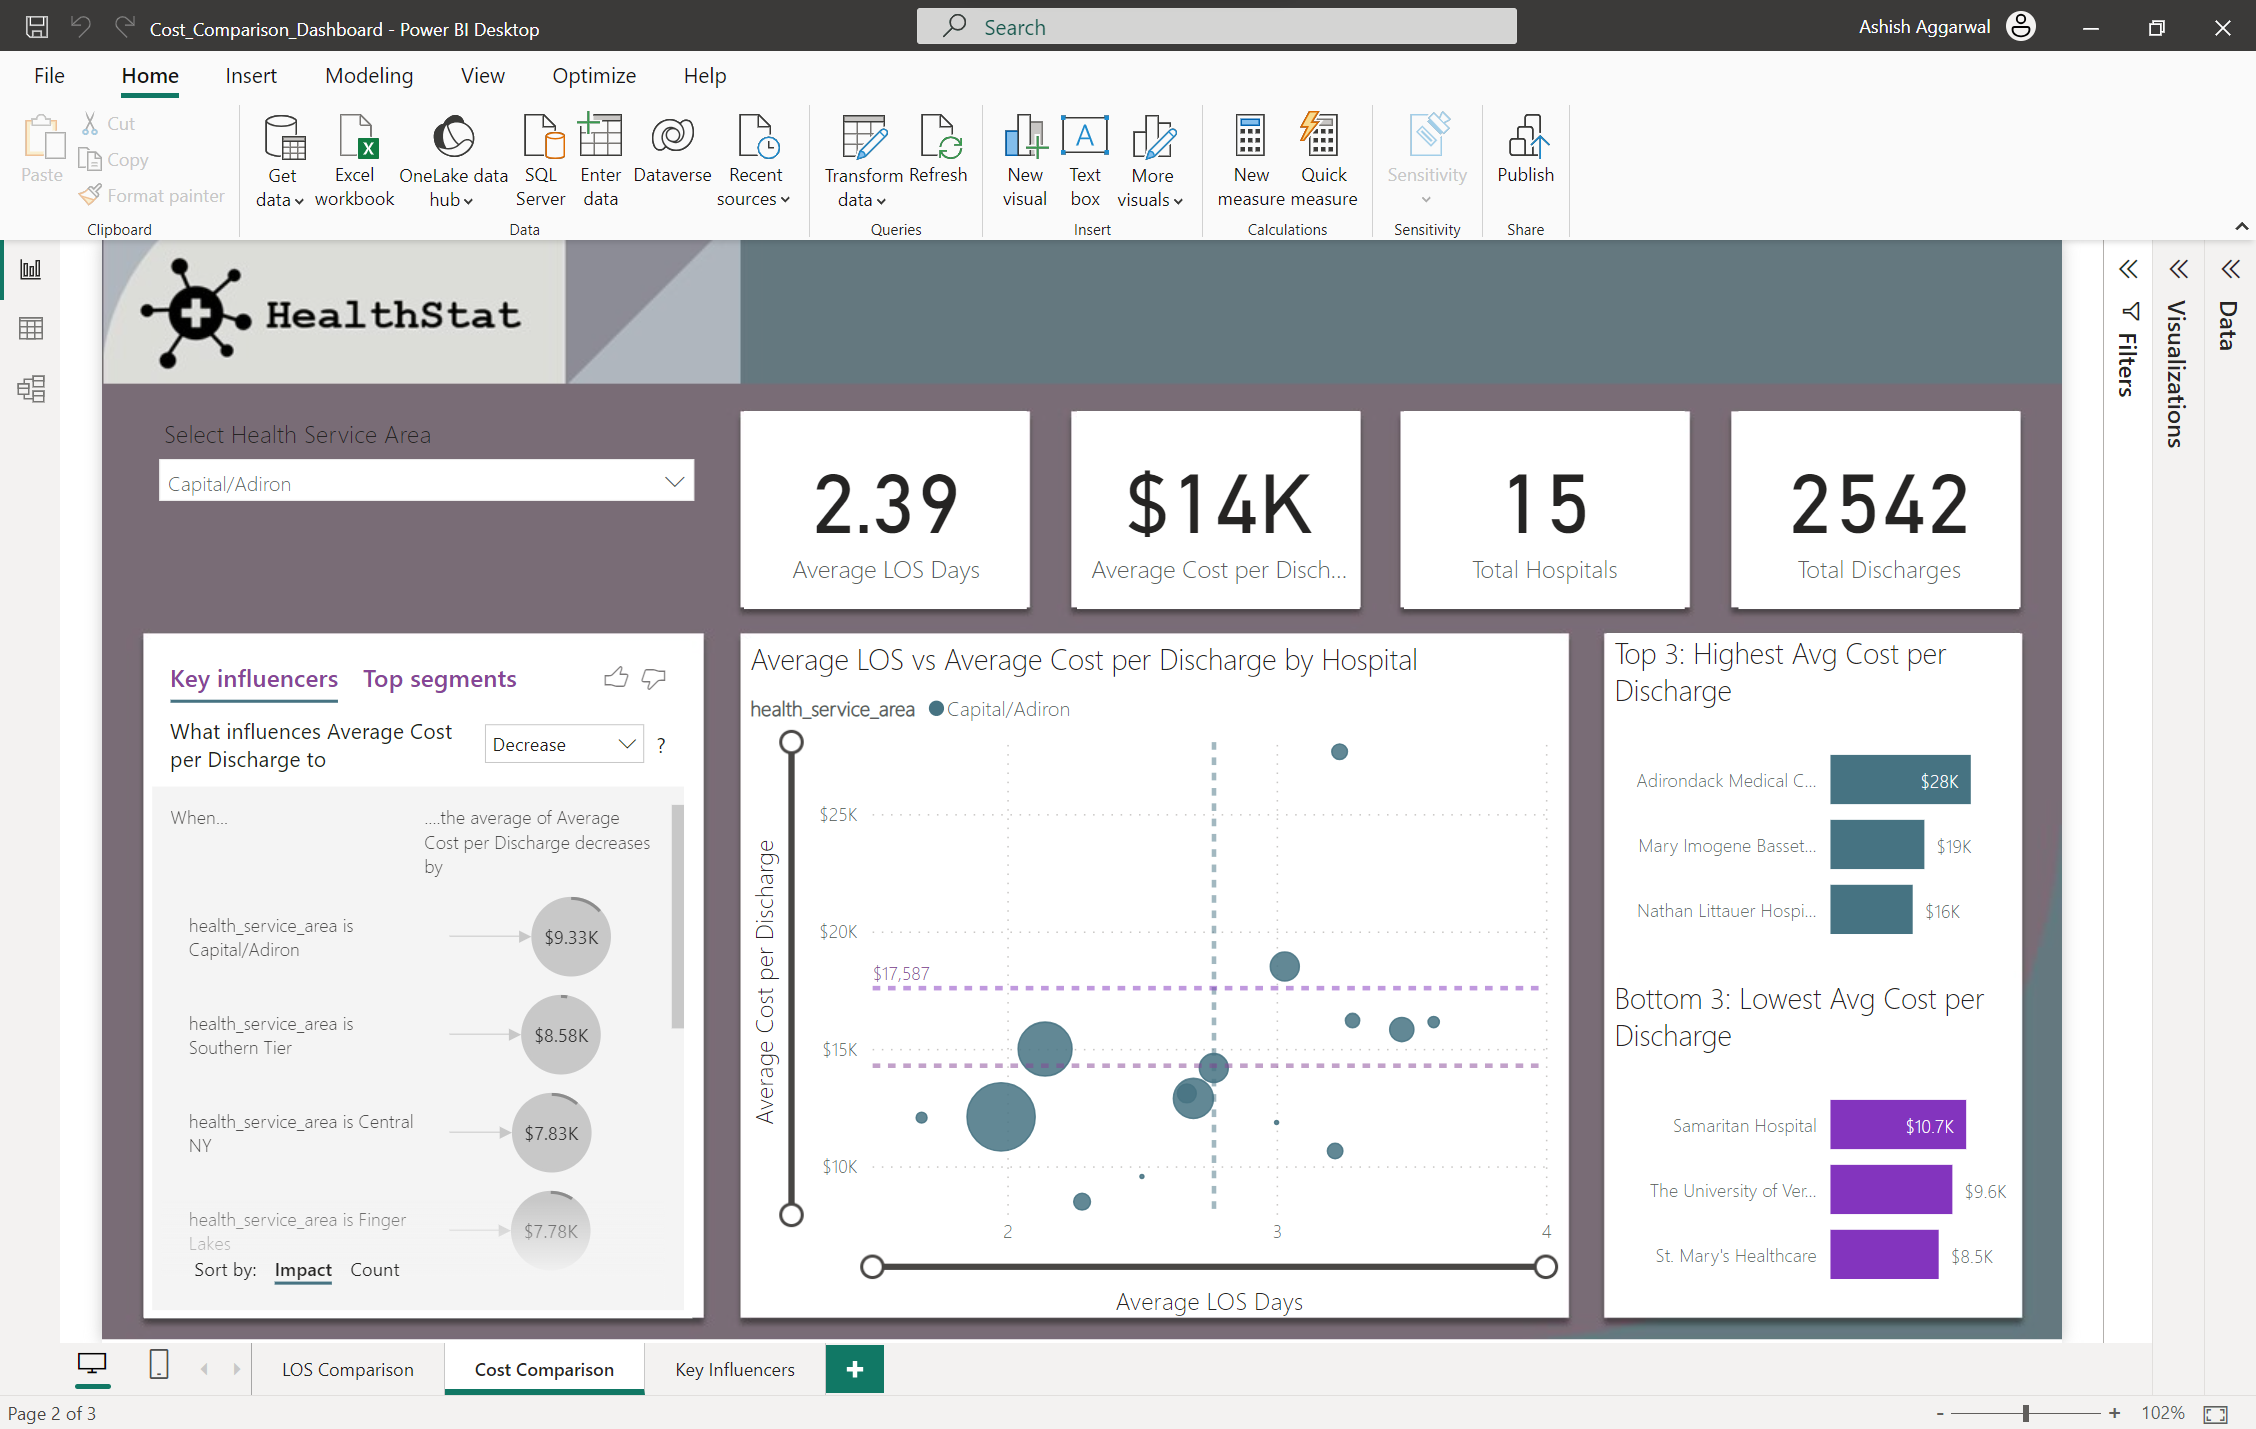 Cost_Comparison_Dashboard - Power BI Desktop
Search
Ashish Aggarwal
File Home Insert Modeling View Optimize Help
Paste
Cut
Copy
Format painter
Clipboard
Get data
Excel workbook
OneLake data hub
SQL Server
Enter data
Dataverse
Recent sources
Data
Transform data
Refresh
Queries
New visual
A
Text box
More visuals
Insert
New measure
Quick measure
Calculations
Sensitivity
Sensitivity
Publish
Share
HealthStat
Select Health Service Area
Capital/Adiron
2.39
Average LOS Days
$14K
Average Cost per Disch...
15
Total Hospitals
2542
Total Discharges
Key influencers Top segments
What influences Average Cost
per Discharge to
Decrease
?
When...
....the average of Average
Cost per Discharge decreases
by
health_service_area is
Capital/Adiron
$9.33K
health_service_area is
Southern Tier
$8.58K
health_service_area is Central
NY
$7.83K
health_service_area is Finger
Lakes
$7.78K
Sort by: Impact Count
Average LOS vs Average Cost per Discharge by Hospital
health_service_area Capital/Adiron
Average Cost per Discharge
$25K
$20K
$17,587
$15K
$10K
2 3 4
Average LOS Days
Top 3: Highest Avg Cost per
Discharge
Adirondack Medical C... $28K
Mary Imogene Basset... $19K
Nathan Littauer Hospi... $16K
Bottom 3: Lowest Avg Cost per
Discharge
Samaritan Hospital $10.7K
The University of Ver... $9.6K
St. Mary's Healthcare $8.5K
Filters
Visualizations
Data
LOS Comparison Cost Comparison Key Influencers +
Page 2 of 3
- + 102%